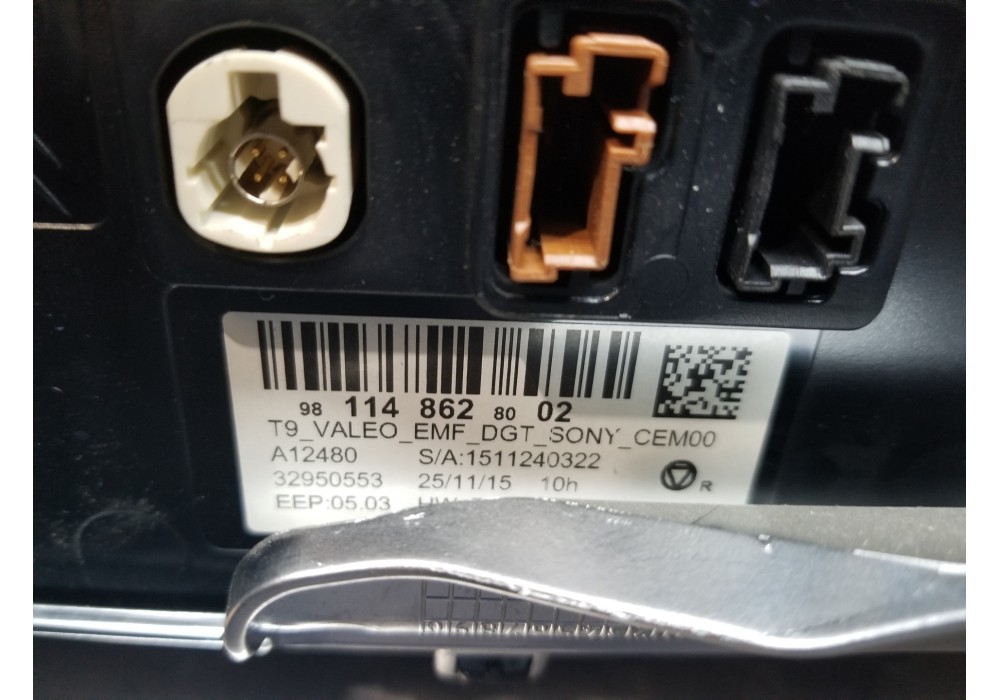 98 114 862 80 02
T9_VALEO_EMF_DGT_SONY_CEM00
A12480 S/A:1511240322
32950553 25/11/15 10h
R
EEP:05.03